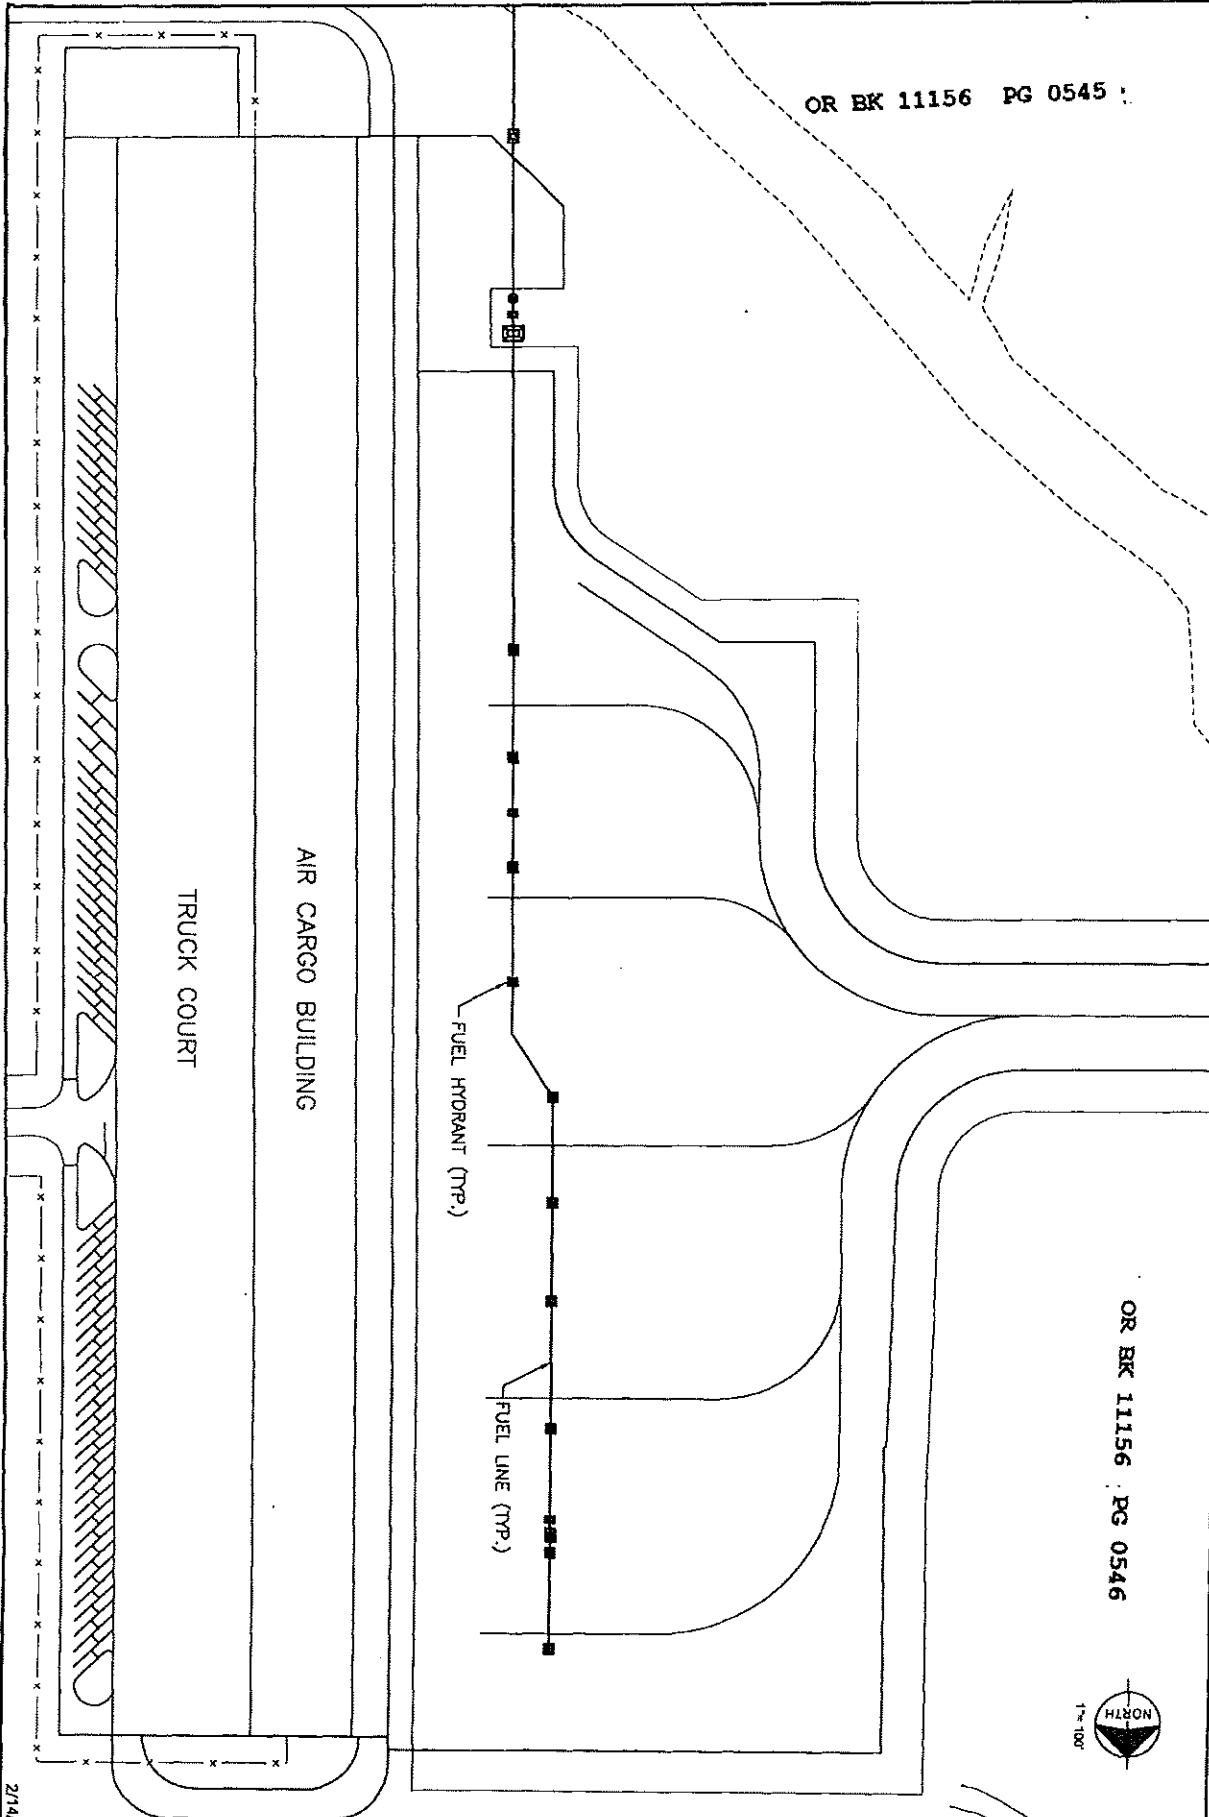 OR BK 11156 PG 0545
OR BK 11156 PG 0546
NORTH
1"= 100'
AIR CARGO BUILDING
TRUCK COURT
FUEL HYDRANT (TYP.)
FUEL LINE (TYP.)
2/14/